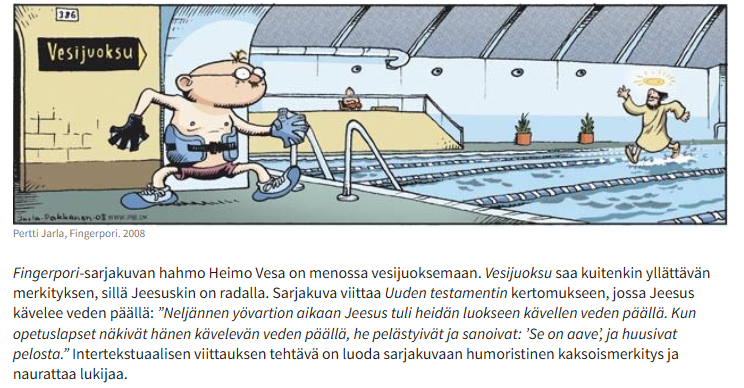 386
Vesijuoksu
Jarla-Pakkanen-08 WWW.JPIE.DK
Pertti Jarla, Fingerpori. 2008
Fingerpori-sarjakuvan hahmo Heimo Vesa on menossa vesijuoksemaan. Vesijuoksu saa kuitenkin yllättävän
merkityksen, sillä Jeesuskin on radalla. Sarjakuva viittaa Uuden testamentin kertomukseen, jossa Jeesus
kävelee veden päällä: ”Neljännen yövartion aikaan Jeesus tuli heidän luokseen kävellen veden päällä. Kun
opetuslapset näkivät hänen kävelevän veden päällä, he pelästyivät ja sanoivat: ’Se on aave’, ja huusivat
pelosta.” Intertekstuaalisen viittauksen tehtävä on luoda sarjakuvaan humoristinen kaksoismerkitys ja
naurattaa lukijaa.